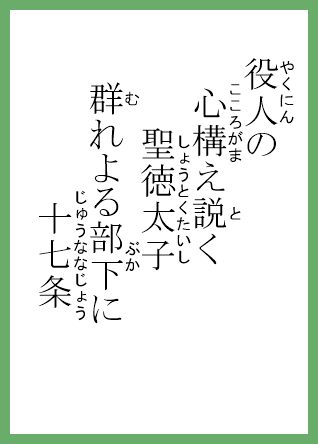 役人の
心構え説く
聖徳太子
群れよる部下に
十七条
やくにん
こころがま
と
しょうとくたいし
む
ぶか
じゅうななじょう